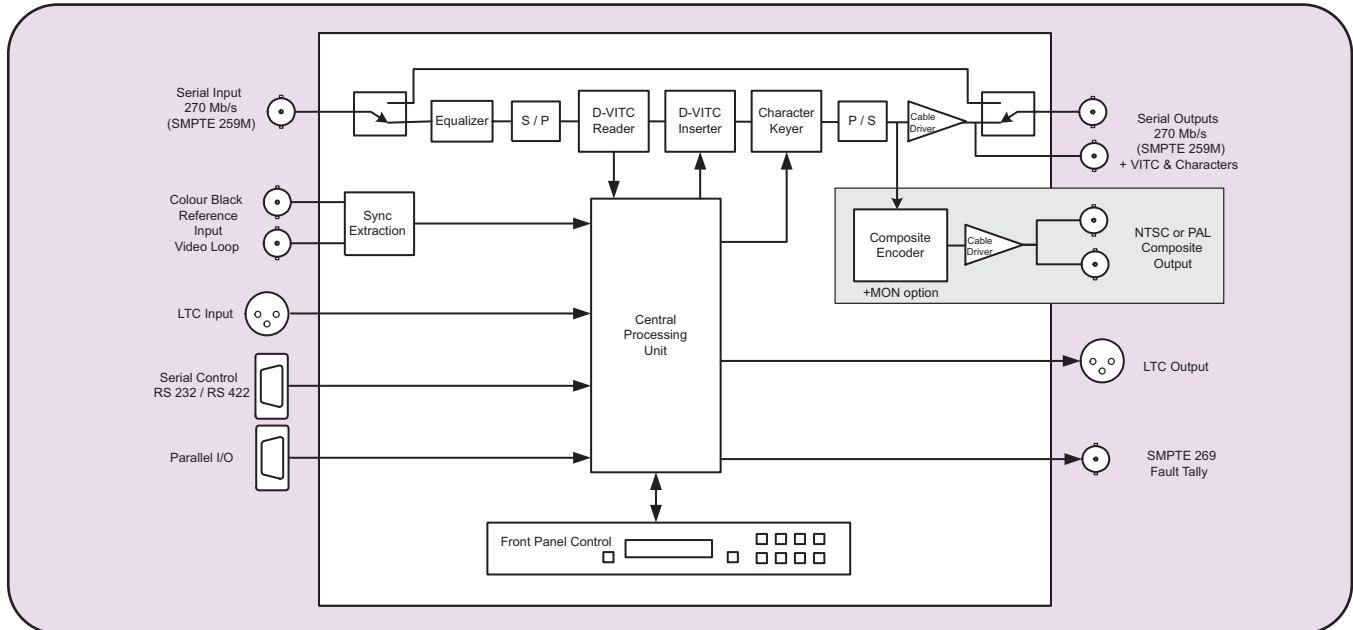 Serial Input
270 Mb/s
(SMPTE 259M)
Equalizer
S / P
D-VITC
Reader
D-VITC
Inserter
Character
Keyer
P / S
Cable
Driver
Serial Outputs
270 Mb/s
(SMPTE 259M)
+ VITC & Characters
Colour Black
Reference
Input
Video Loop
Sync
Extraction
Composite
Encoder
Cable
Driver
+MON option
NTSC or PAL
Composite
Output
LTC Input
Central
Processing
Unit
LTC Output
Serial Control
RS 232 / RS 422
Parallel I/O
SMPTE 269
Fault Tally
Front Panel Control